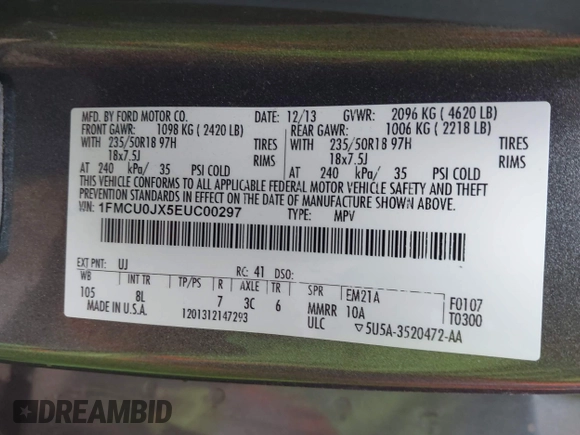 MFD. BY FORD MOTOR CO. DATE: 12/13 GVWR: 2096 KG ( 4620 LB)
FRONT GAWR: 1098 KG ( 2420 LB) REAR GAWR: 1006 KG ( 2218 LB)
WITH 235/50R18 97H TIRES WITH 235/50R18 97H TIRES
18x7.5J RIMS 18x7.5J RIMS
AT 240 kPa/ 35 PSI COLD AT 240 kPa/ 35 PSI COLD
THIS VEHICLE CONFORMS TO ALL APPLICABLE FEDERAL MOTOR VEHICLE SAFETY AND THEFT
PREVENTION STANDARDS IN EFFECT ON THE DATE OF MANUFACTURE SHOWN ABOVE.
VIN: 1FMCU0JX5EUC00297 TYPE: MPV
EXT PNT: UJ RC: 41 DSO:
WB INT TR TP/PS R AXLE TR SPR EM21A F0107
105 8L 7 3C 6 MMRR 10A T0300
MADE IN U.S.A. 1201312147293 ULC 5U5A-3520472-AA
DREAMBID